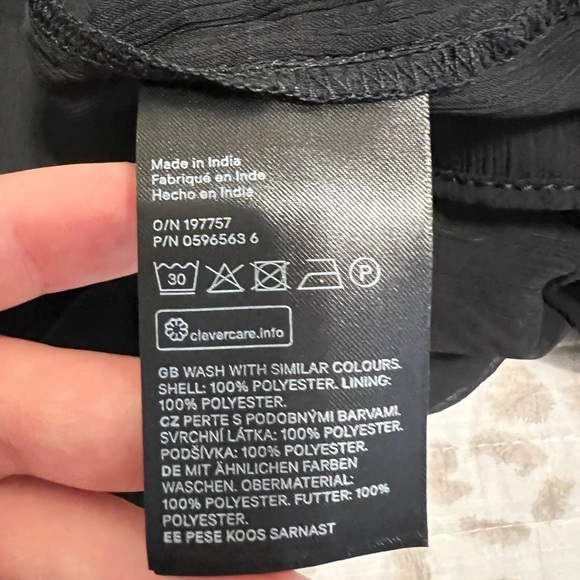 Made in India
Fabriqué en Inde
Hecho en India
O/N 197757
P/N 0596563 6
30 P
clevercare.info
GB WASH WITH SIMILAR COLOURS.
SHELL: 100% POLYESTER. LINING:
100% POLYESTER.
CZ PERTE S PODOBNÝMI BARVAMI.
SVRCHNÍ LÁTKA: 100% POLYESTER.
PODŠÍVKA: 100% POLYESTER.
DE MIT ÄHNLICHEN FARBEN
WASCHEN. OBERMATERIAL:
100% POLYESTER. FUTTER: 100%
POLYESTER.
EE PESE KOOS SARNAST